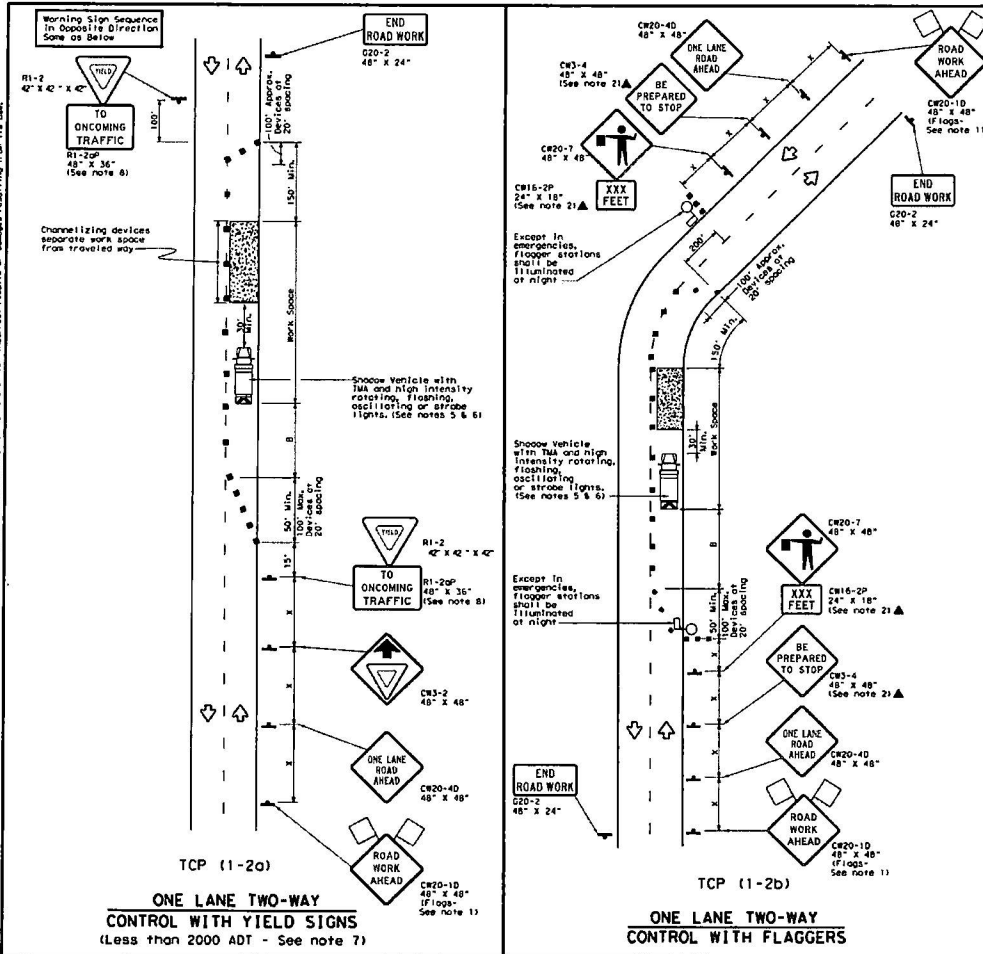 Warning Sign Sequence
In Opposite Direction
Same as Below
R1-2
42" X 42" X 42"
YIELD
TO
ONCOMING
TRAFFIC
R1-2aP
48" X 36"
(See note 8)
100'
END
ROAD WORK
G20-2
48" X 24"
100' Approx.
Devices at
20' spacing
150' Min.
Channelizing devices
separate work space
from traveled way
Work Space
30'
Min.
Shadow Vehicle with
TMA and high intensity
rotating, flashing,
oscillating or strobe
lights. (See notes 5 & 6)
B
50' Min.
100' Max.
Devices at
20' spacing
15'
YIELD
R1-2
42" X 42" X 42"
TO
ONCOMING
TRAFFIC
R1-2aP
48" X 36"
(See note 8)
X
CW3-2
48" X 48"
X
ONE LANE
ROAD
AHEAD
CW20-4D
48" X 48"
X
ROAD
WORK
AHEAD
CW20-1D
48" X 48"
(Flags-
See note 1)
TCP (1-2a)
ONE LANE TWO-WAY
CONTROL WITH YIELD SIGNS
(Less than 2000 ADT - See note 7)
CW20-4D
48" X 48"
ONE LANE
ROAD
AHEAD
CW3-4
48" X 48"
(See note 2)▲
BE
PREPARED
TO STOP
CW20-7
48" X 48"
XXX
FEET
CW16-2P
24" X 18"
(See note 2)▲
X
X
X
ROAD
WORK
AHEAD
CW20-1D
48" X 48"
(Flags-
See note 1)
END
ROAD WORK
G20-2
48" X 24"
Except in
emergencies,
flagger stations
shall be
illuminated
at night
200'
100' Approx.
Devices at
20' spacing
150' Min.
Work Space
30'
Min.
Shadow Vehicle
with TMA and high
intensity rotating,
flashing,
oscillating
or strobe lights.
(See notes 5 & 6)
B
Except in
emergencies,
flagger stations
shall be
illuminated
at night
50' Min.
100' Max.
Devices at
20' spacing
CW20-7
48" X 48"
XXX
FEET
CW16-2P
24" X 18"
(See note 2)▲
X
BE
PREPARED
TO STOP
CW3-4
48" X 48"
(See note 2)▲
X
ONE LANE
ROAD
AHEAD
CW20-4D
48" X 48"
X
ROAD
WORK
AHEAD
CW20-1D
48" X 48"
(Flags-
See note 1)
END
ROAD WORK
G20-2
48" X 24"
TCP (1-2b)
ONE LANE TWO-WAY
CONTROL WITH FLAGGERS